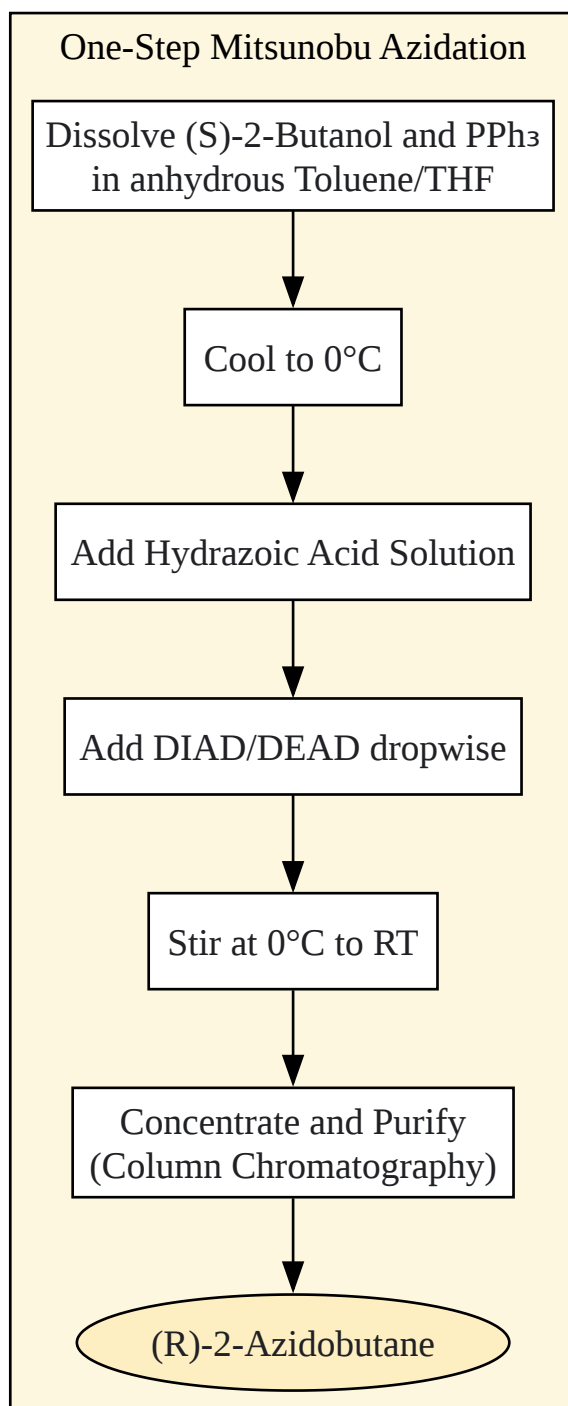 One-Step Mitsunobu Azidation
Dissolve (S)-2-Butanol and PPh₃
in anhydrous Toluene/THF
Cool to 0°C
Add Hydrazoic Acid Solution
Add DIAD/DEAD dropwise
Stir at 0°C to RT
Concentrate and Purify
(Column Chromatography)
(R)-2-Azidobutane